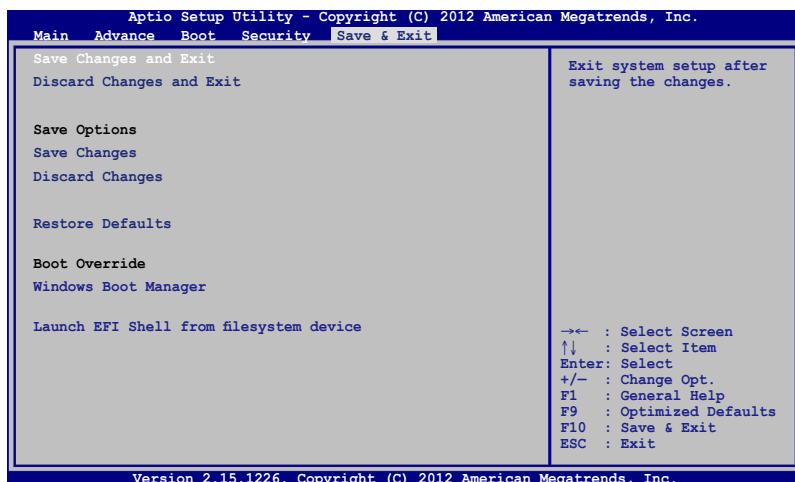 Aptio Setup Utility - Copyright (C) 2012 American Megatrends, Inc.
Main Advance Boot Security Save & Exit
Save Changes and Exit
Discard Changes and Exit
Save Options
Save Changes
Discard Changes
Restore Defaults
Boot Override
Windows Boot Manager
Launch EFI Shell from filesystem device
Exit system setup after
saving the changes.
→← : Select Screen
↑↓ : Select Item
Enter: Select
+/— : Change Opt.
F1 : General Help
F9 : Optimized Defaults
F10 : Save & Exit
ESC : Exit
Version 2.15.1226. Copyright (C) 2012 American Megatrends, Inc.